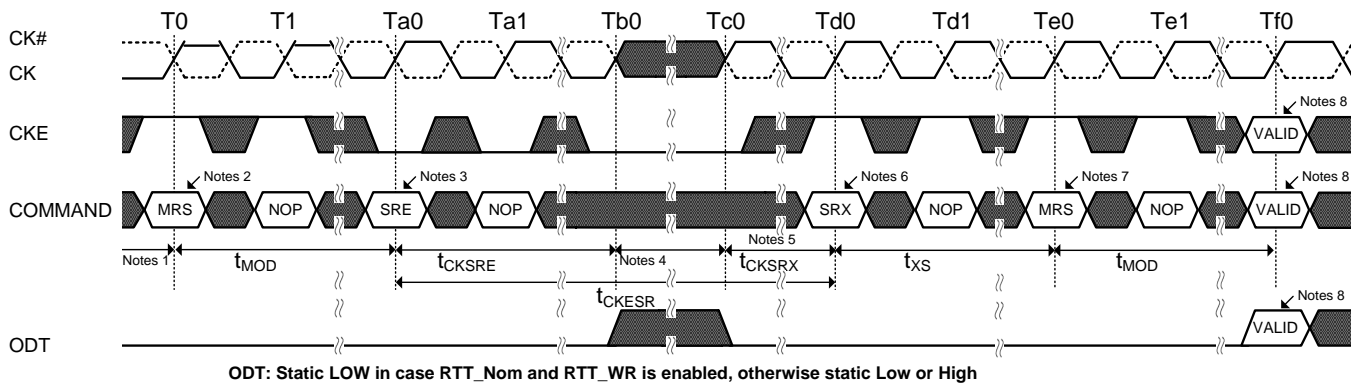 T0 T1 Ta0 Ta1 Tb0 Tc0 Td0 Td1 Te0 Te1 Tf0
CK#
CK
Notes 8
CKE
VALID
Notes 2 Notes 3 Notes 6 Notes 7 Notes 8
COMMAND MRS NOP SRE NOP SRX NOP MRS NOP VALID
Notes 1 tMOD tCKSRE Notes 4 Notes 5 tCKSRX tXS tMOD
tCKESR
Notes 8
VALID
ODT
ODT: Static LOW in case RTT_Nom and RTT_WR is enabled, otherwise static Low or High